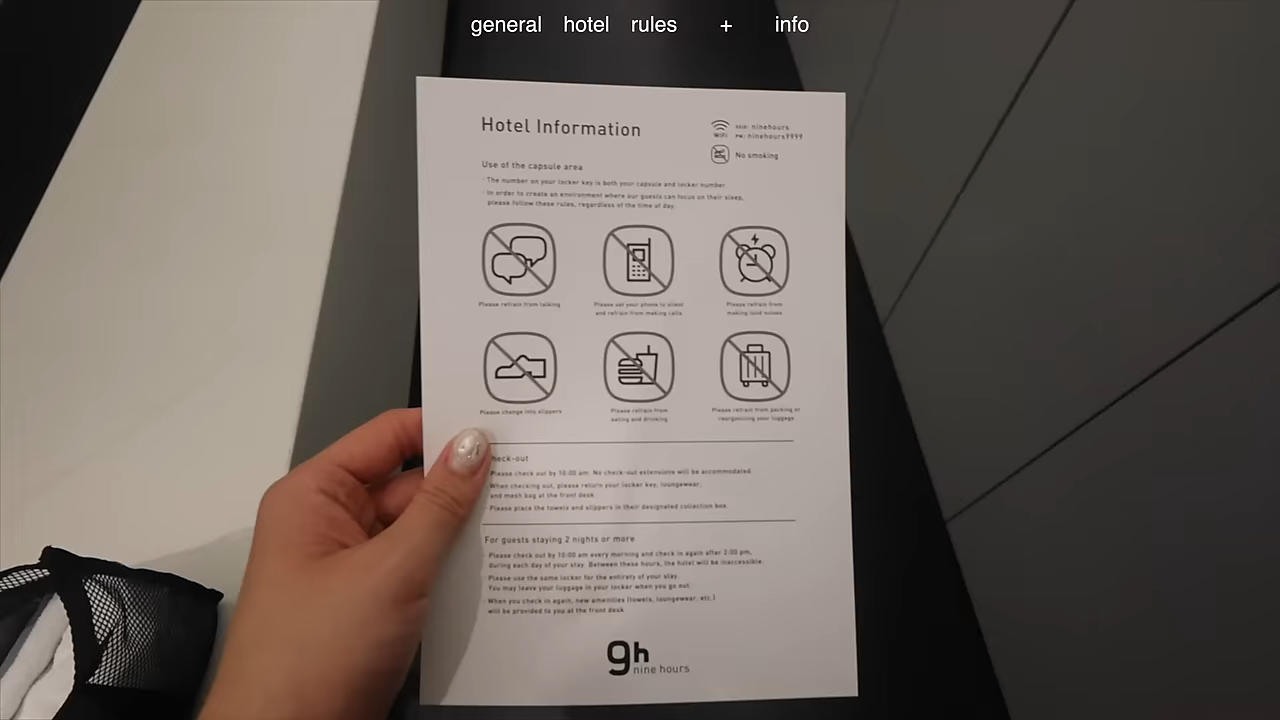 general hotel rules + info
Hotel Information
WiFi
SSID: ninehours
PW: ninehours9999
No smoking
Use of the capsule area
· The number on your locker key is both your capsule and locker number.
· In order to create an environment where our guests can focus on their sleep,
please follow these rules, regardless of the time of day.
Please refrain from talking
Please set your phone to silent
and refrain from making calls
Please refrain from
making loud noises
Please change into slippers
Please refrain from
eating and drinking
Please refrain from packing or
reorganizing your luggage
heck-out
Please check out by 10:00 am. No check-out extensions will be accommodated.
When checking out, please return your locker key, loungewear,
and mesh bag at the front desk.
· Please place the towels and slippers in their designated collection box.
For guests staying 2 nights or more
· Please check out by 10:00 am every morning and check in again after 2:00 pm,
during each day of your stay. Between these hours, the hotel will be inaccessible.
· Please use the same locker for the entirety of your stay.
You may leave your luggage in your locker when you go out.
· When you check in again, new amenities (towels, loungewear, etc.)
will be provided to you at the front desk.
9h
nine hours